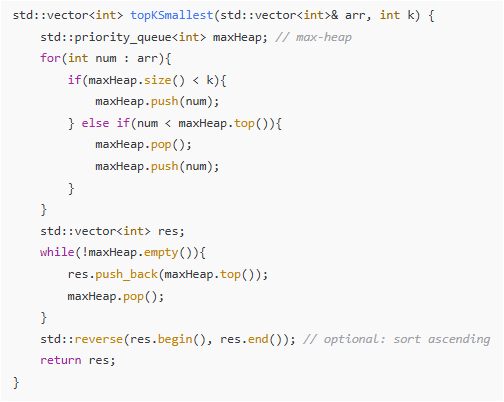 std::vector<int> topKSmallest(std::vector<int>& arr, int k) {
    std::priority_queue<int> maxHeap; // max-heap
    for(int num : arr){
        if(maxHeap.size() < k){
            maxHeap.push(num);
        } else if(num < maxHeap.top()){
            maxHeap.pop();
            maxHeap.push(num);
        }
    }
    std::vector<int> res;
    while(!maxHeap.empty()){
        res.push_back(maxHeap.top());
        maxHeap.pop();
    }
    std::reverse(res.begin(), res.end()); // optional: sort ascending
    return res;
}